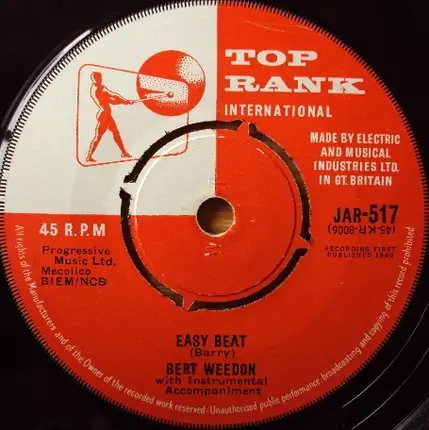 TOP
RANK
INTERNATIONAL
MADE BY ELECTRIC
AND MUSICAL
INDUSTRIES LTD.
IN GT. BRITAIN
45 R.P.M
JAR-517
(45-KR-8006)
Progressive
Music Ltd.
Mecolico
BIEM/NCB
RECORDING FIRST
PUBLISHED 1960
EASY BEAT
(Barry)
BERT WEEDON
with Instrumental
Accompaniment
All rights of the Manufacturers and of the Owner of the recorded work reserved · Unauthorised public performance, broadcasting and copying of this record prohibited